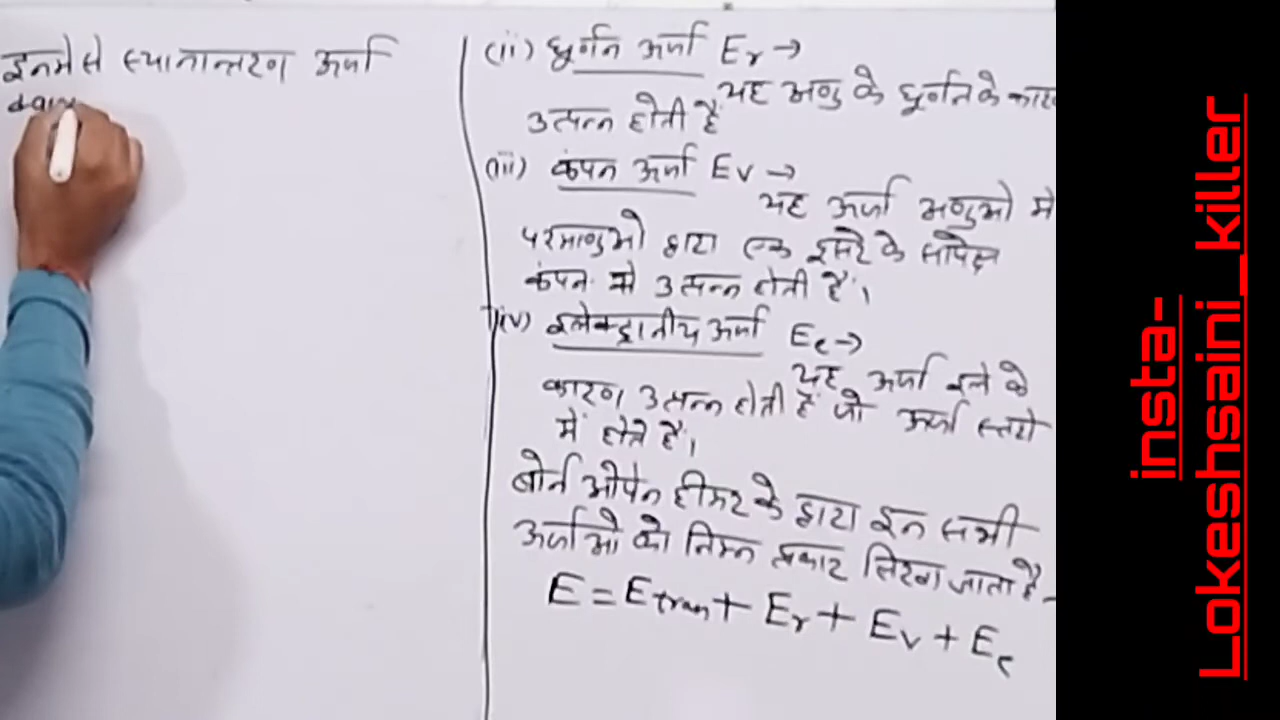 इनमे से स्थानान्तरण ऊर्जा
(ii) घूर्णन ऊर्जा Er →
यह अणु के घूर्णन के कारण
उत्पन्न होती है
(iii) कंपन ऊर्जा Ev →
यह ऊर्जा अणुओ मे
परमाणुओ द्वारा एक दूसरे के सापेक्ष
कंपन से उत्पन्न होती है।
(iv) इलेक्ट्रानीय ऊर्जा Ee →
यह ऊर्जा इले के
कारण उत्पन्न होती है जो ऊर्जा स्तरो
में होते है।
बोर्न ओपेन हीमर के द्वारा इन सभी
ऊर्जाओ को निम्न प्रकार लिखा जाता है -
E = Etran + Er + Ev + Ee
insta-
Lokeshsaini_killer